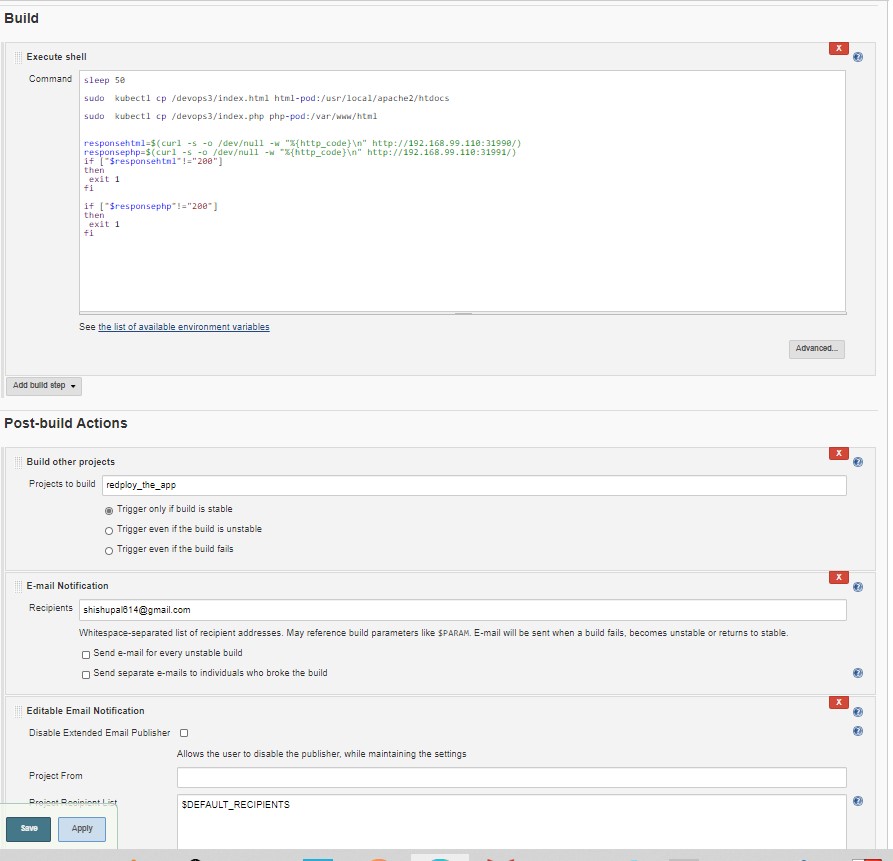 Build
X
Execute shell
Command
sleep 50
sudo  kubectl cp /devops3/index.html html-pod:/usr/local/apache2/htdocs
sudo  kubectl cp /devops3/index.php php-pod:/var/www/html
responsehtml=$(curl -s -o /dev/null -w "%{http_code}\n" http://192.168.99.110:31990/)
responsephp=$(curl -s -o /dev/null -w "%{http_code}\n" http://192.168.99.110:31991/)
if ["$responsehtml"!="200"]
then
 exit 1
fi
if ["$responsephp"!="200"]
then
 exit 1
fi
See the list of available environment variables
Advanced...
Add build step
Post-build Actions
X
Build other projects
Projects to build redploy_the_app
Trigger only if build is stable
Trigger even if the build is unstable
Trigger even if the build fails
X
E-mail Notification
Recipients shishupal614@gmail.com
Whitespace-separated list of recipient addresses. May reference build parameters like $PARAM. E-mail will be sent when a build fails, becomes unstable or returns to stable.
Send e-mail for every unstable build
Send separate e-mails to individuals who broke the build
X
Editable Email Notification
Disable Extended Email Publisher
Allows the user to disable the publisher, while maintaining the settings
Project From
Project Recipient List $DEFAULT_RECIPIENTS
Save Apply